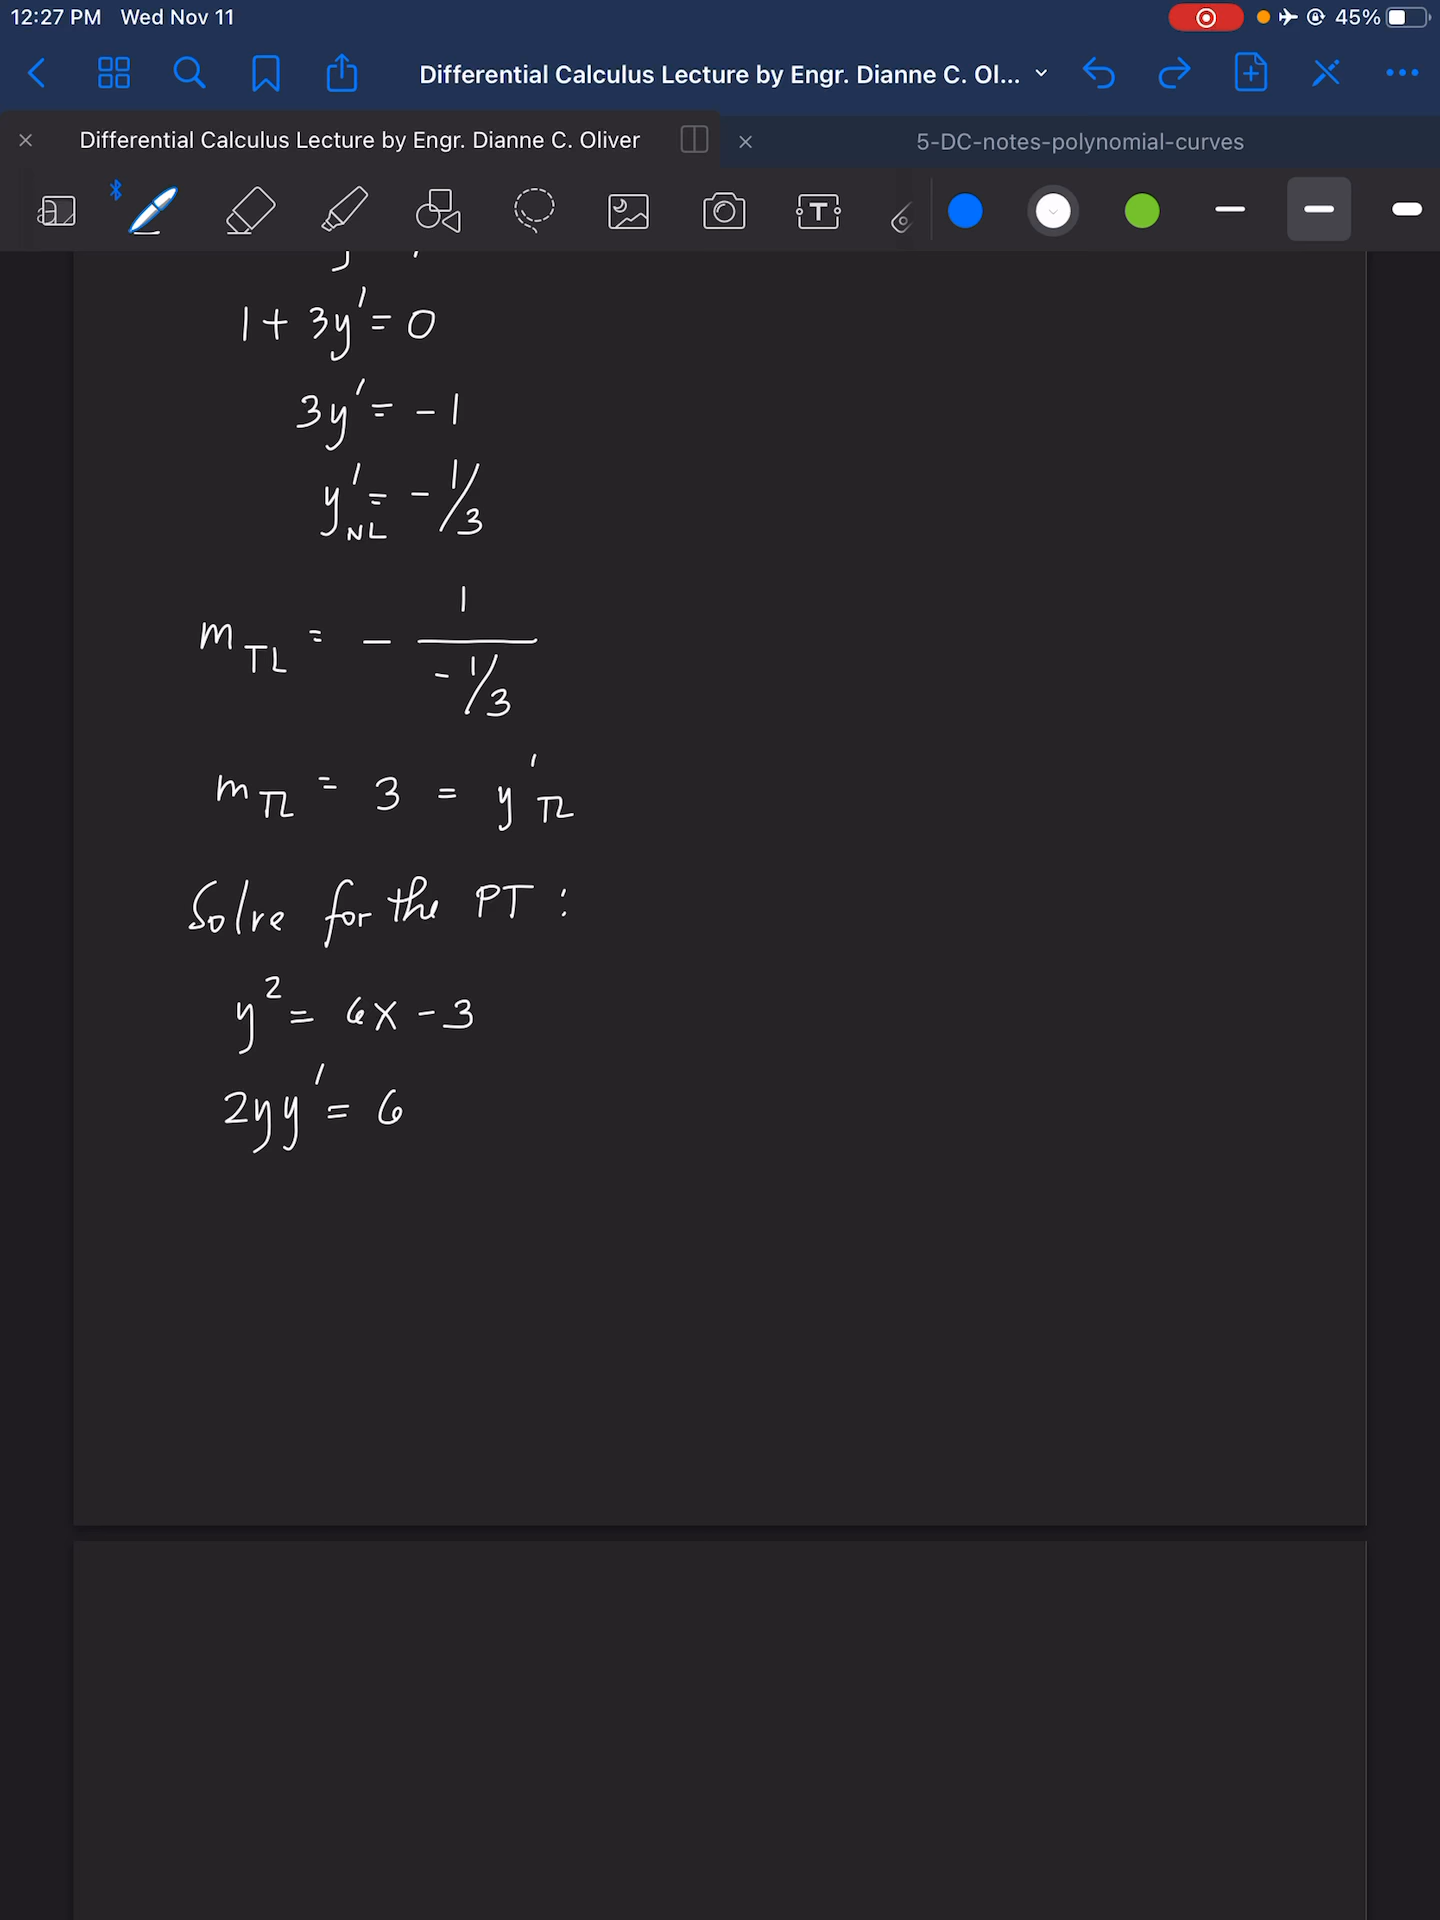 12:27 PM Wed Nov 11 45%
Differential Calculus Lecture by Engr. Dianne C. Ol...
Differential Calculus Lecture by Engr. Dianne C. Oliver
5-DC-notes-polynomial-curves
1 + 3y' = 0
3y' = -1
y'NL = -1/3
mTL = - 1 / (-1/3)
mTL = 3 = y'TL
Solve for the PT :
y² = 6x - 3
2yy' = 6